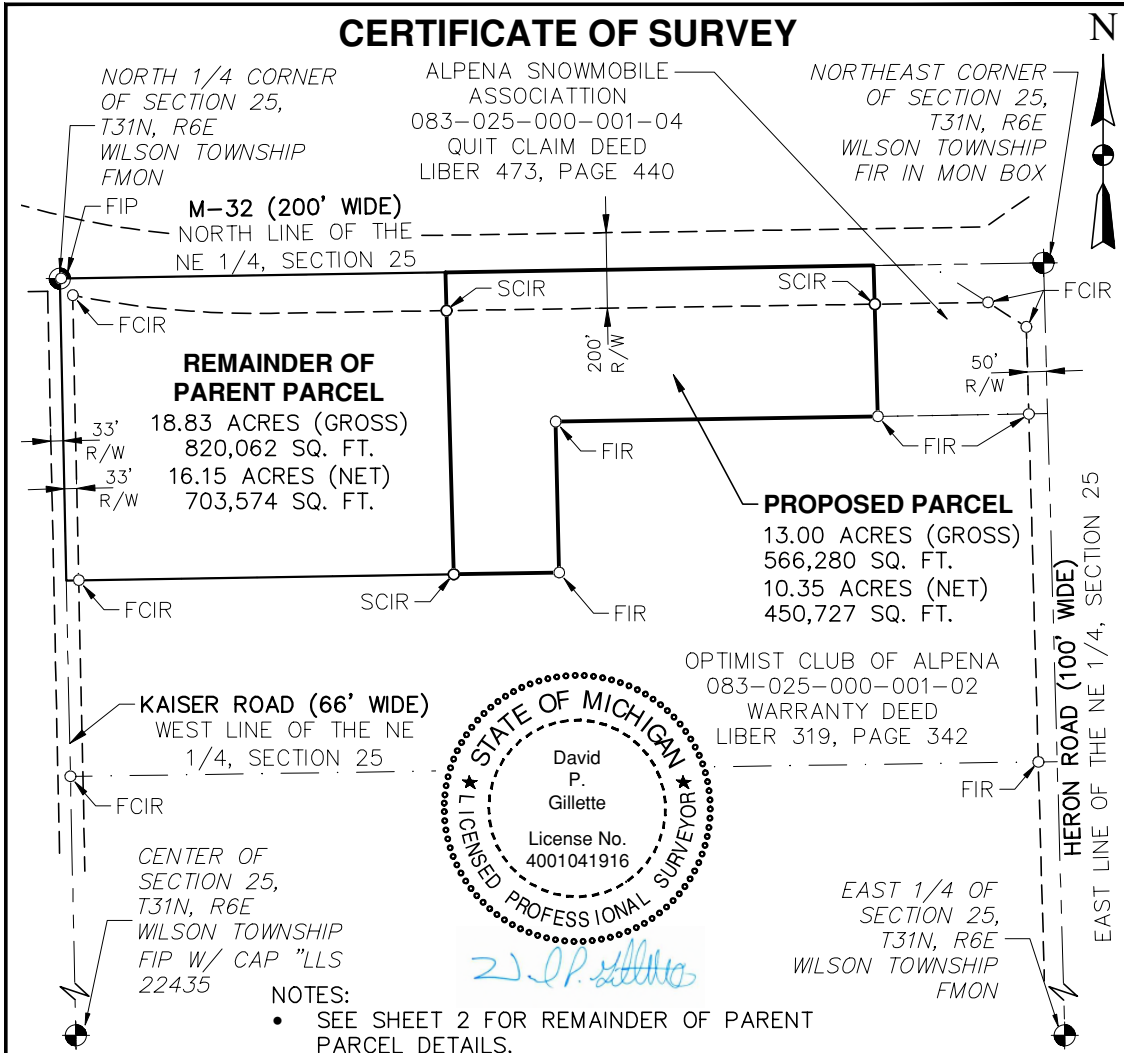 CERTIFICATE OF SURVEY
N
NORTH 1/4 CORNER
OF SECTION 25,
T31N, R6E
WILSON TOWNSHIP
FMON
ALPENA SNOWMOBILE
ASSOCIATTION
083-025-000-001-04
QUIT CLAIM DEED
LIBER 473, PAGE 440
NORTHEAST CORNER
OF SECTION 25,
T31N, R6E
WILSON TOWNSHIP
FIR IN MON BOX
FIP
M-32 (200' WIDE)
NORTH LINE OF THE
NE 1/4, SECTION 25
FCIR
SCIR
SCIR
FCIR
200'
R/W
50'
R/W
REMAINDER OF
PARENT PARCEL
18.83 ACRES (GROSS)
820,062 SQ. FT.
16.15 ACRES (NET)
703,574 SQ. FT.
33'
R/W
33'
R/W
FIR
FIR
PROPOSED PARCEL
13.00 ACRES (GROSS)
566,280 SQ. FT.
10.35 ACRES (NET)
450,727 SQ. FT.
FCIR
SCIR
FIR
HERON ROAD (100' WIDE)
EAST LINE OF THE NE 1/4, SECTION 25
KAISER ROAD (66' WIDE)
WEST LINE OF THE NE
1/4, SECTION 25
OPTIMIST CLUB OF ALPENA
083-025-000-001-02
WARRANTY DEED
LIBER 319, PAGE 342
FCIR
FIR
STATE OF MICHIGAN
David
P.
Gillette
License No.
4001041916
LICENSED PROFESSIONAL SURVEYOR
CENTER OF
SECTION 25,
T31N, R6E
WILSON TOWNSHIP
FIP W/ CAP "LLS
22435
EAST 1/4 OF
SECTION 25,
T31N, R6E
WILSON TOWNSHIP
FMON
NOTES:
• SEE SHEET 2 FOR REMAINDER OF PARENT
PARCEL DETAILS.